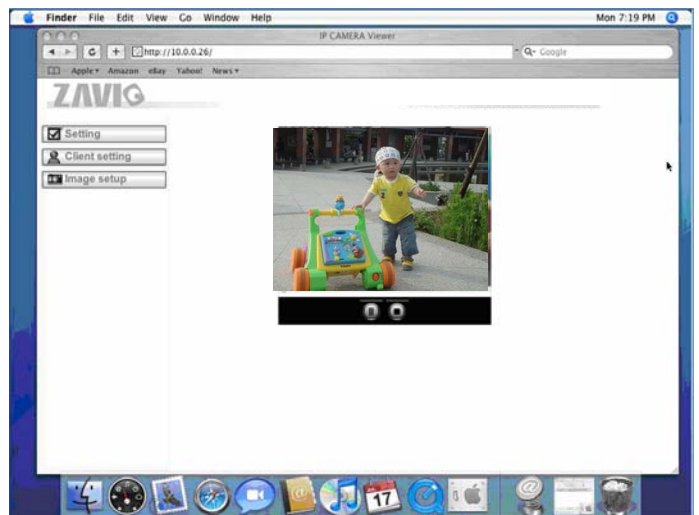 Finder File Edit View Go Window Help Mon 7:19 PM
IP CAMERA Viewer
http://10.0.0.26/ Q- Google
Apple Amazon eBay Yahoo! News
ZAVIO
Setting
Client setting
Image setup
17